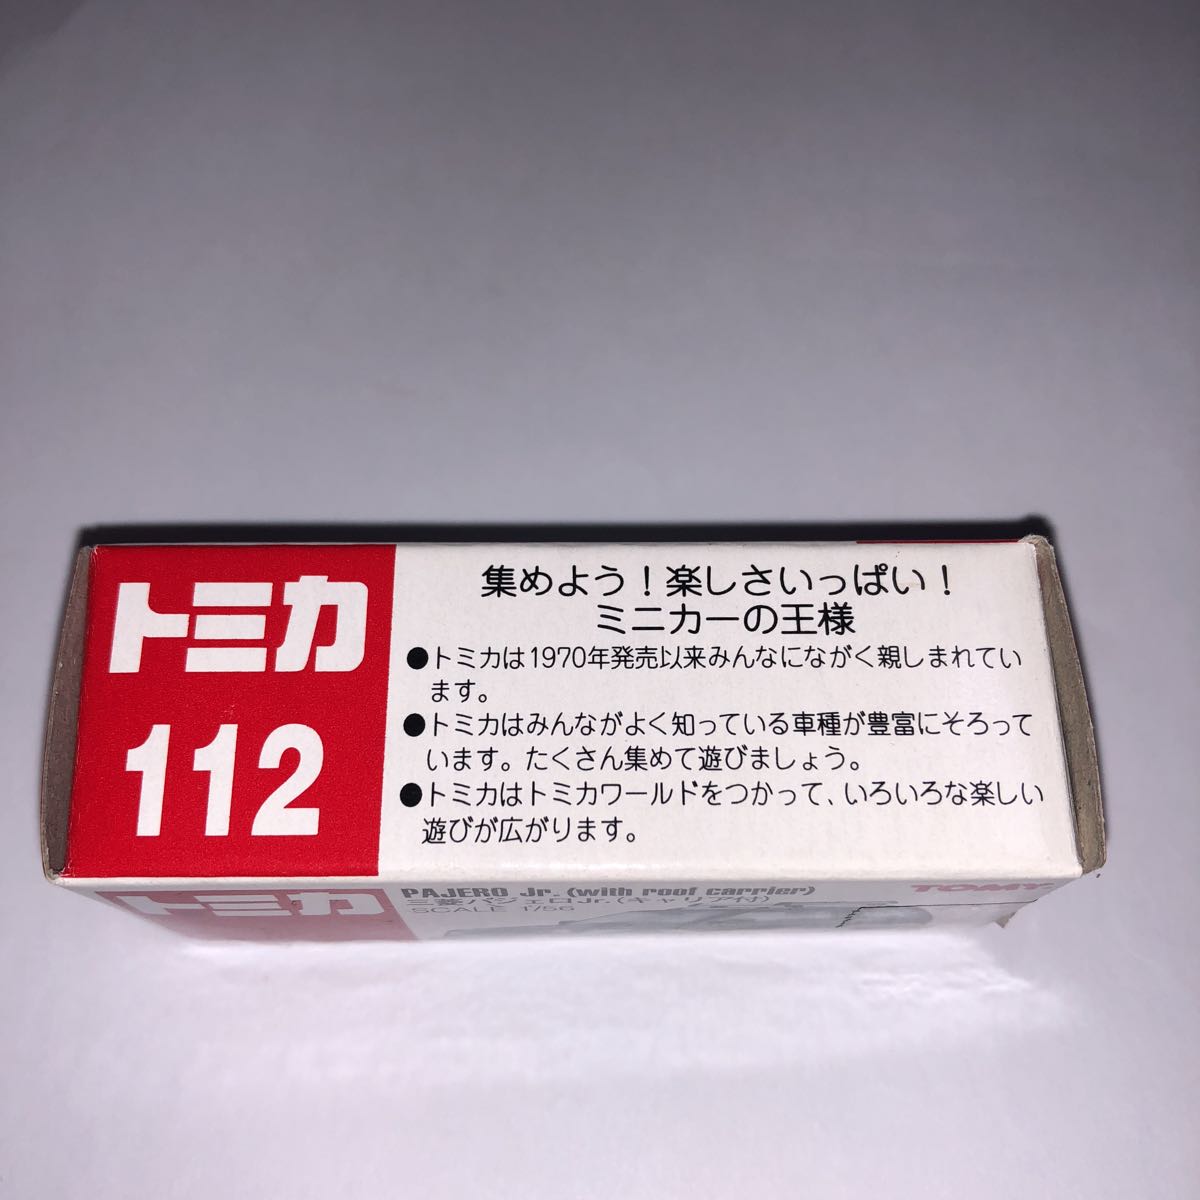 トミカ
112
集めよう！楽しさいっぱい！
ミニカーの王様
●トミカは1970年発売以来みんなにながく親しまれてい
ます。
●トミカはみんながよく知っている車種が豊富にそろって
います。たくさん集めて遊びましょう。
●トミカはトミカワールドをつかって、いろいろな楽しい
遊びが広がります。
トミカ
PAJERO Jr. (with roof carrier)
三菱パジェロJr.(キャリア付)
SCALE 1/56
TOMY